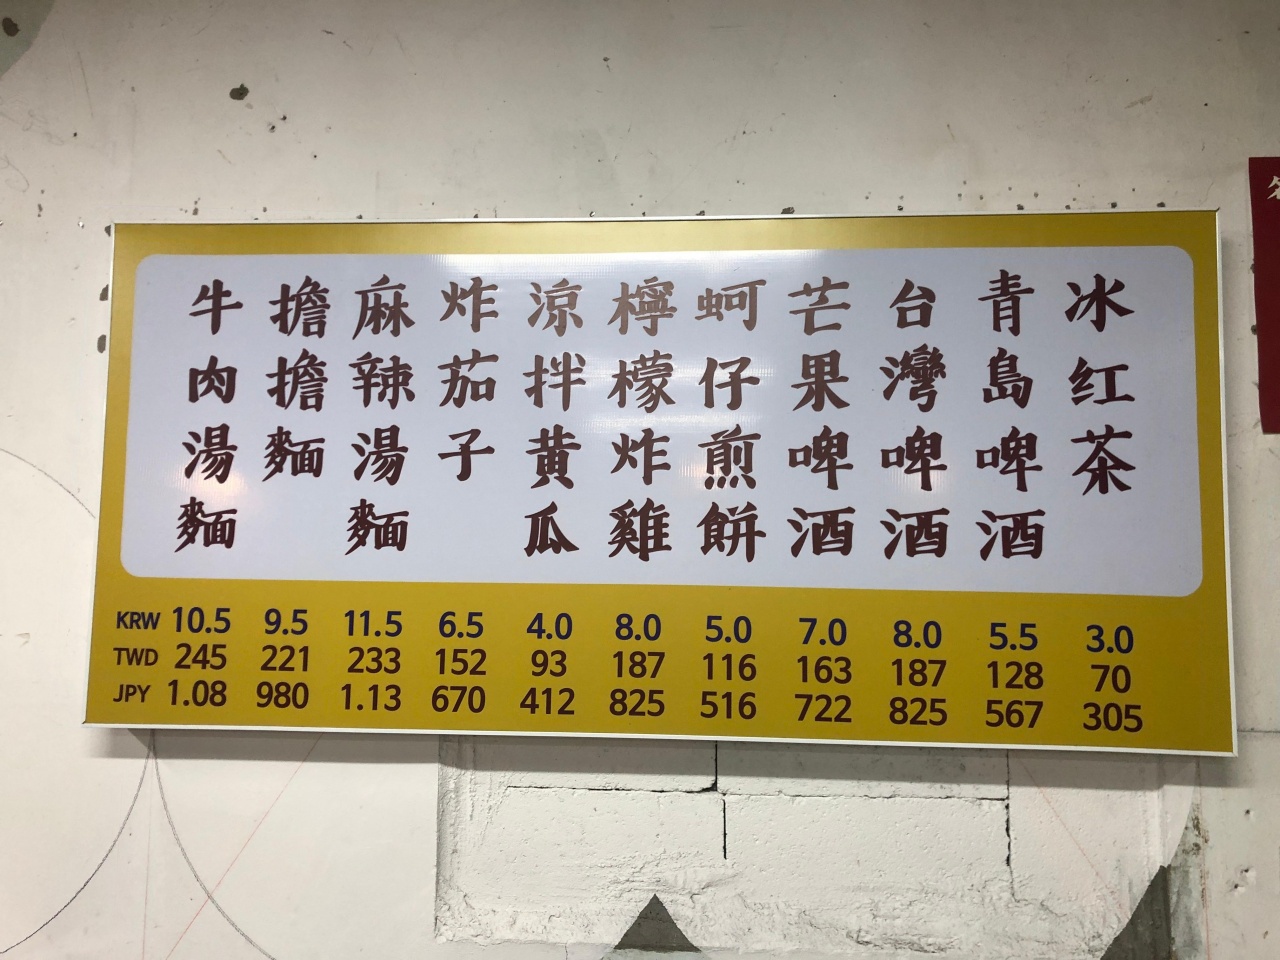 牛肉湯麵
擔擔麵
麻辣湯麵
炸茄子
涼拌黄瓜
檸檬炸雞
蚵仔煎餅
芒果啤酒
台灣啤酒
青島啤酒
冰红茶
KRW 10.5 9.5 11.5 6.5 4.0 8.0 5.0 7.0 8.0 5.5 3.0
TWD 245 221 233 152 93 187 116 163 187 128 70
JPY 1.08 980 1.13 670 412 825 516 722 825 567 305